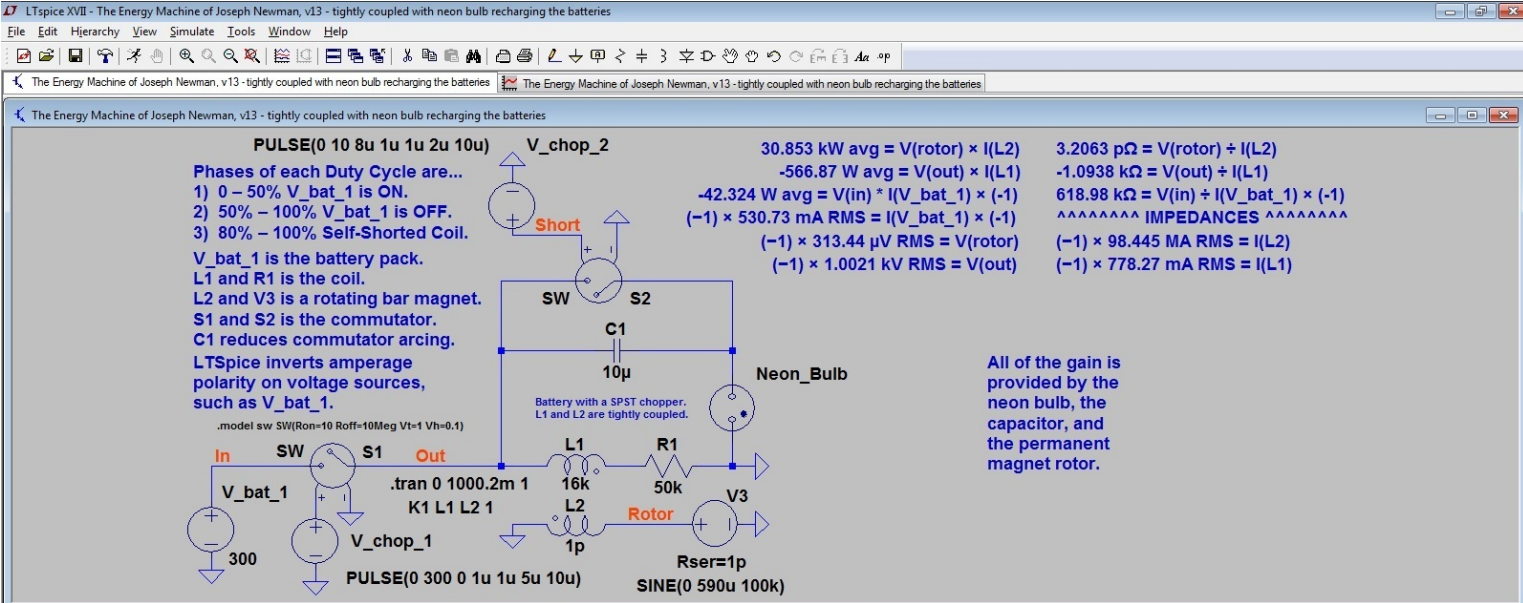 LTspice XVII - The Energy Machine of Joseph Newman, v13 - tightly coupled with neon bulb recharging the batteries
File Edit Hierarchy View Simulate Tools Window Help
The Energy Machine of Joseph Newman, v13 - tightly coupled with neon bulb recharging the batteries
The Energy Machine of Joseph Newman, v13 - tightly coupled with neon bulb recharging the batteries
The Energy Machine of Joseph Newman, v13 - tightly coupled with neon bulb recharging the batteries
PULSE(0 10 8u 1u 1u 2u 10u)
V_chop_2
Phases of each Duty Cycle are...
1) 0 – 50% V_bat_1 is ON.
2) 50% – 100% V_bat_1 is OFF.
3) 80% – 100% Self-Shorted Coil.
V_bat_1 is the battery pack.
L1 and R1 is the coil.
L2 and V3 is a rotating bar magnet.
S1 and S2 is the commutator.
C1 reduces commutator arcing.
LTSpice inverts amperage
polarity on voltage sources,
such as V_bat_1.
.model sw SW(Ron=10 Roff=10Meg Vt=1 Vh=0.1)
Short
SW
S2
C1
10µ
30.853 kW avg = V(rotor) × I(L2)
-566.87 W avg = V(out) × I(L1)
-42.324 W avg = V(in) * I(V_bat_1) × (-1)
(−1) × 530.73 mA RMS = I(V_bat_1) × (-1)
(−1) × 313.44 µV RMS = V(rotor)
(−1) × 1.0021 kV RMS = V(out)
3.2063 pΩ = V(rotor) ÷ I(L2)
-1.0938 kΩ = V(out) ÷ I(L1)
618.98 kΩ = V(in) ÷ I(V_bat_1) × (-1)
^^^^^^^^ IMPEDANCES ^^^^^^^^
(−1) × 98.445 MA RMS = I(L2)
(−1) × 778.27 mA RMS = I(L1)
Neon_Bulb
All of the gain is
provided by the
neon bulb, the
capacitor, and
the permanent
magnet rotor.
Battery with a SPST chopper.
L1 and L2 are tightly coupled.
In
SW
S1
Out
L1
16k
R1
50k
.tran 0 1000.2m 1
K1 L1 L2 1
V_bat_1
300
V_chop_1
PULSE(0 300 0 1u 1u 5u 10u)
L2
1p
Rotor
V3
Rser=1p
SINE(0 590u 100k)